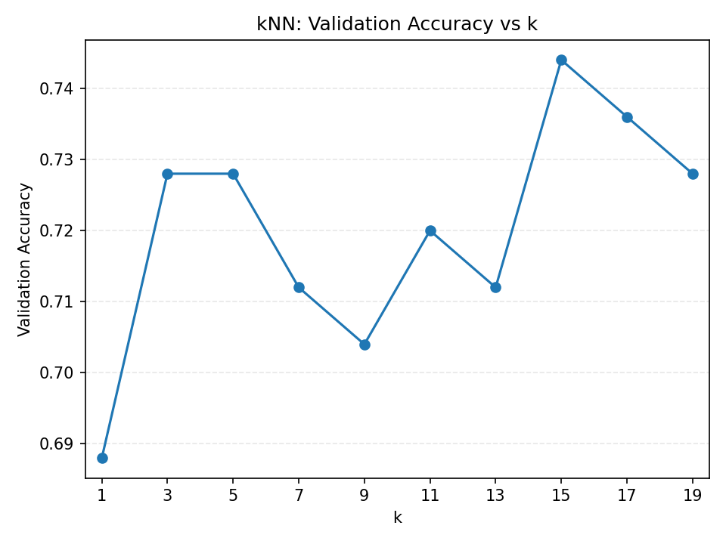 kNN: Validation Accuracy vs k
Validation Accuracy
0.74
0.73
0.72
0.71
0.70
0.69
1 3 5 7 9 11 13 15 17 19
k